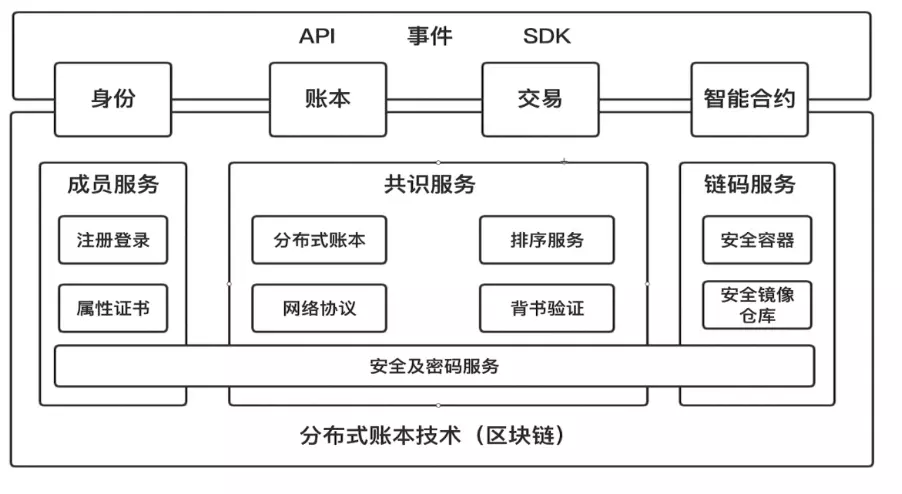 API 事件 SDK
身份 账本 交易 智能合约
成员服务 共识服务 链码服务
注册登录 分布式账本 排序服务 安全容器
属性证书 网络协议 背书验证 安全镜像
仓库
安全及密码服务
分布式账本技术（区块链）